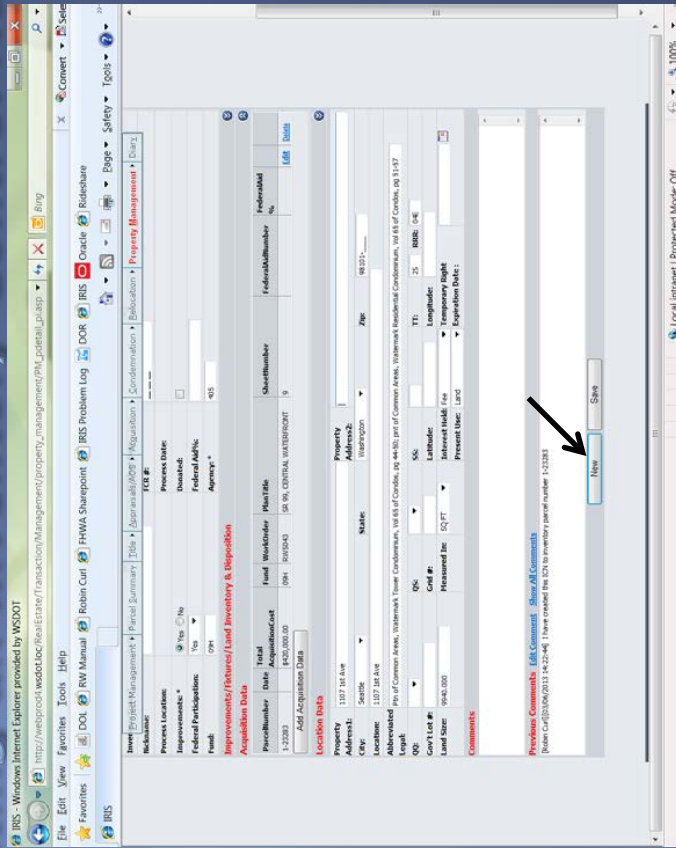 IRIS - Windows Internet Explorer provided by WSDOT
http://webprod.wsdot.loc/RealEstate/Transaction/Management/property_management/PM_pdetail_pi.asp Bing
File Edit View Favorites Tools Help Convert Sele
Favorites DOL RW Manual Robin Curl FHWA Sharepoint IRIS Problem Log DOR IRIS Oracle Rideshare
IRIS Page Safety Tools
Inve Project Management Parcel Summary Title Appraisals/AOS Acquisition Condemnation Relocation Property Management Diary
Nickname: FCR #:
Process Location: Process Date:
Improvements: * Yes No Donated:
Federal Participation: Yes Federal Aid%:
Fund: 09H Agency: * 405
Improvements/Fixtures/Land Inventory & Disposition
Acquisition Data
ParcelNumber Date Total AcquisitionCost Fund WorkOrder PlanTitle SheetNumber FederalAidNumber FederalAid %
1-23283 $420,000.00 09H RW5043 SR 99, CENTRAL WATERFRONT 9 Edit Delete
Add Acquisition Data
Location Data
Property Address1: 1107 1st Ave Property Address2:
City: Seattle State: Washington Zip: 98101-____
Location: 1107 1st Ave
Abbreviated Legal: Ptn of Common Areas, Watermark Tower Condominium, Vol 65 of Condos, pg 44-50; pnt of Common Areas, Watermark Residential Condominium, Vol 65 of Condos, pg 51-57
QQ: QS: SS: TT: 25 RRR: 04E
Gov't Lot #: Grid #: Latitude: Longitude:
Land Size: 9940.000 Measured In: SQ FT Interest Held: Fee Temporary Right Expiration Date :
Present Use: Land
Comments
Previous Comments Edit Comment Show All Comments
[Robin Curl][03/06/2013 14:22:44] I have created this ICN to inventory parcel number 1-23283
New Save
Local intranet | Protected Mode: Off 100%